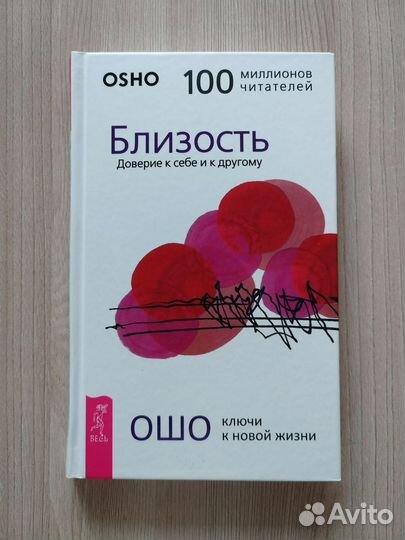 OSHO
100 миллионов
читателей
Близость
Доверие к себе и к другому
ВЕСЬ
ОШО ключи
к новой жизни
Avito